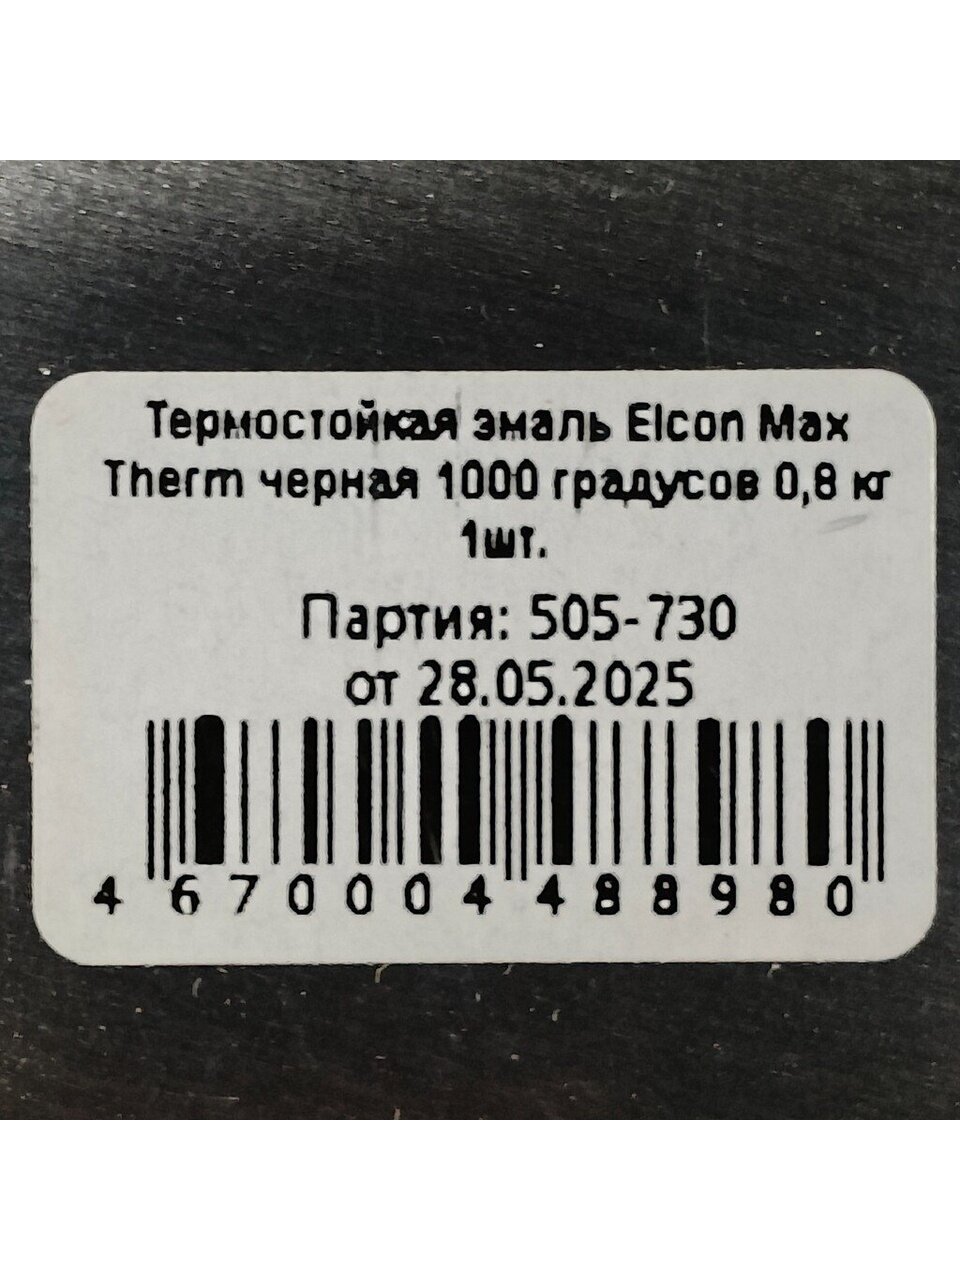 Термостойкая эмаль Elcon Max
Therm черная 1000 градусов 0,8 кг
1шт.
Партия: 505-730
от 28.05.2025
4 670004 488980